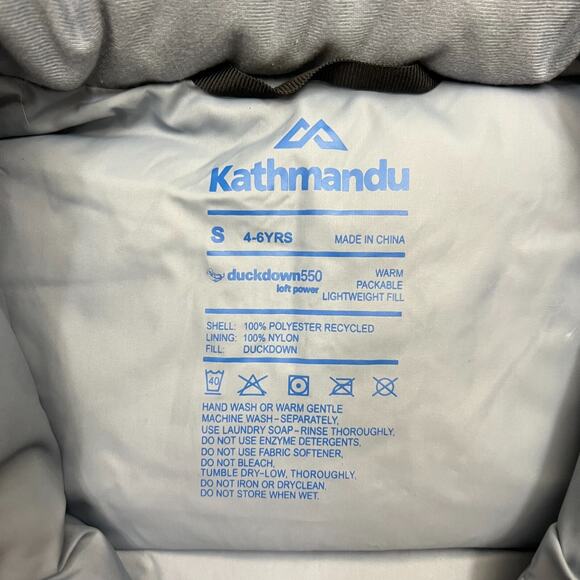 Kathmandu
S 4-6YRS MADE IN CHINA
duckdown550 WARM
loft power PACKABLE
LIGHTWEIGHT FILL
SHELL: 100% POLYESTER RECYCLED
LINING: 100% NYLON
FILL: DUCKDOWN
40
HAND WASH OR WARM GENTLE
MACHINE WASH-SEPARATELY,
USE LAUNDRY SOAP-RINSE THOROUGHLY,
DO NOT USE ENZYME DETERGENTS,
DO NOT USE FABRIC SOFTENER,
DO NOT BLEACH,
TUMBLE DRY-LOW, THOROUGHLY,
DO NOT IRON OR DRYCLEAN,
DO NOT STORE WHEN WET.